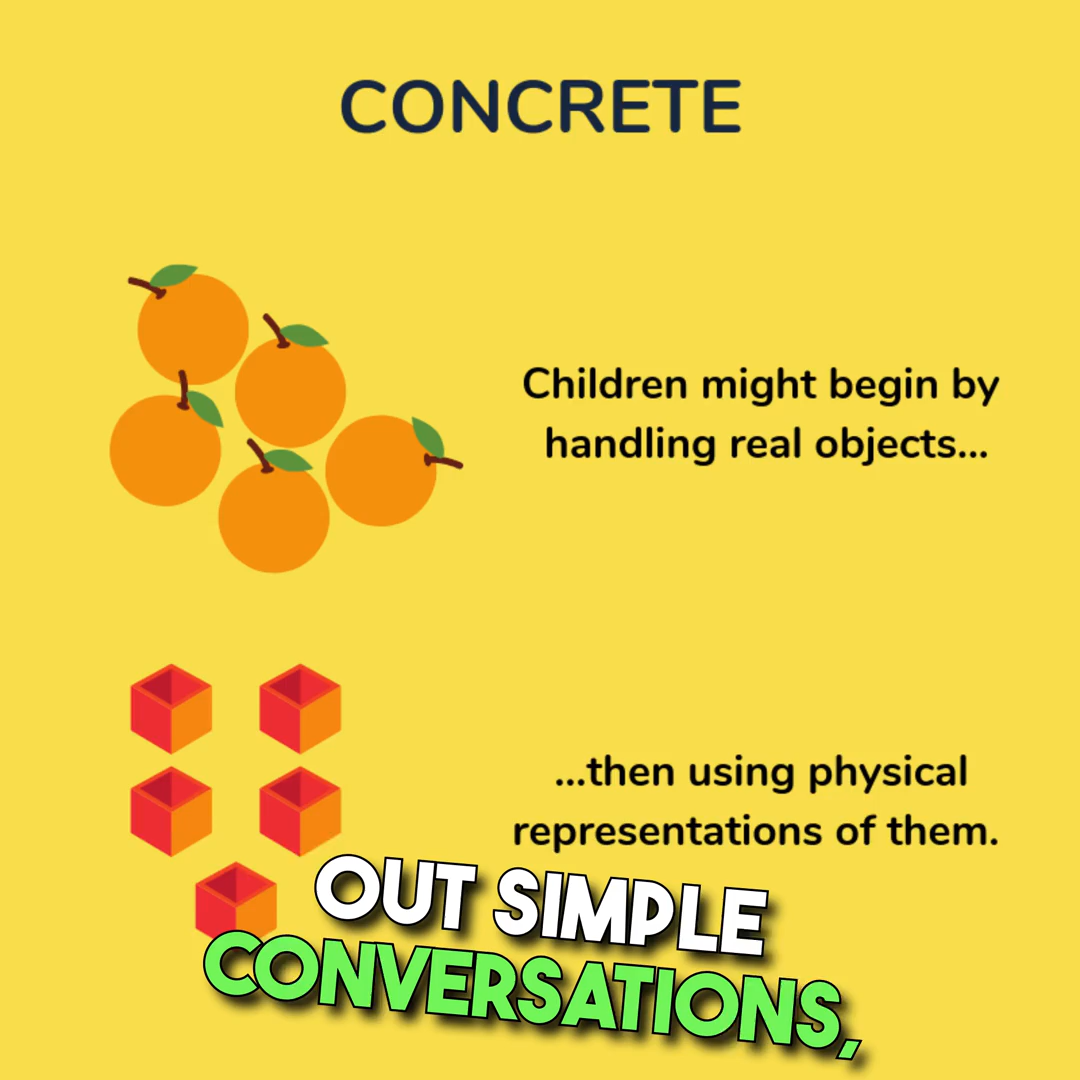 CONCRETE
Children might begin by
handling real objects...
...then using physical
representations of them.
OUT SIMPLE
CONVERSATIONS,